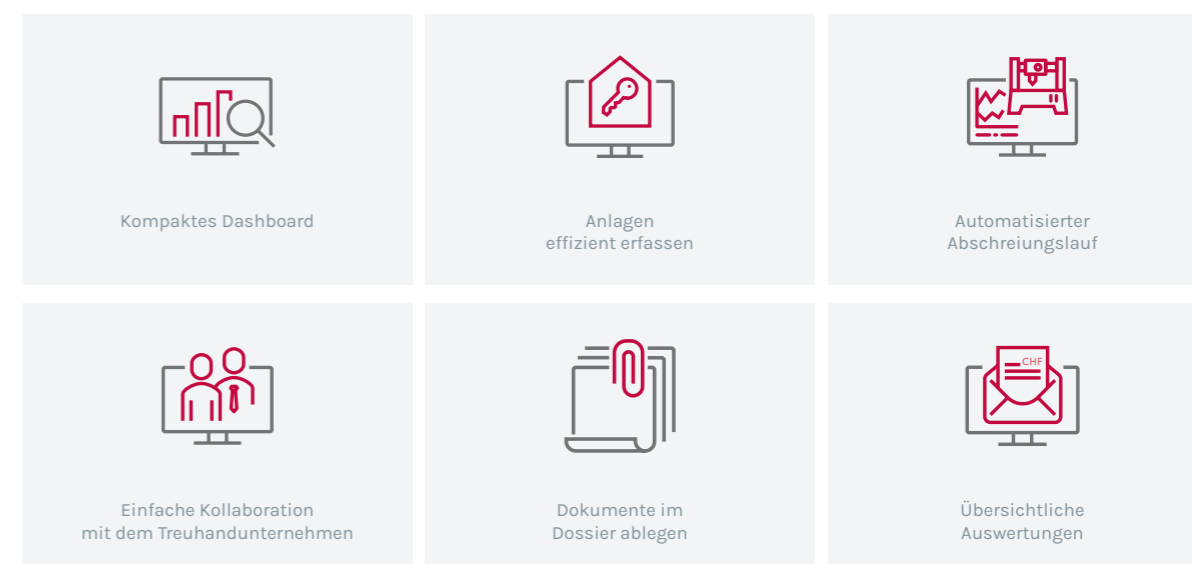 Kompaktes Dashboard
Anlagen
effizient erfassen
Automatisierter
Abschreiungslauf
CHF
Einfache Kollaboration
mit dem Treuhandunternehmen
Dokumente im
Dossier ablegen
Übersichtliche
Auswertungen